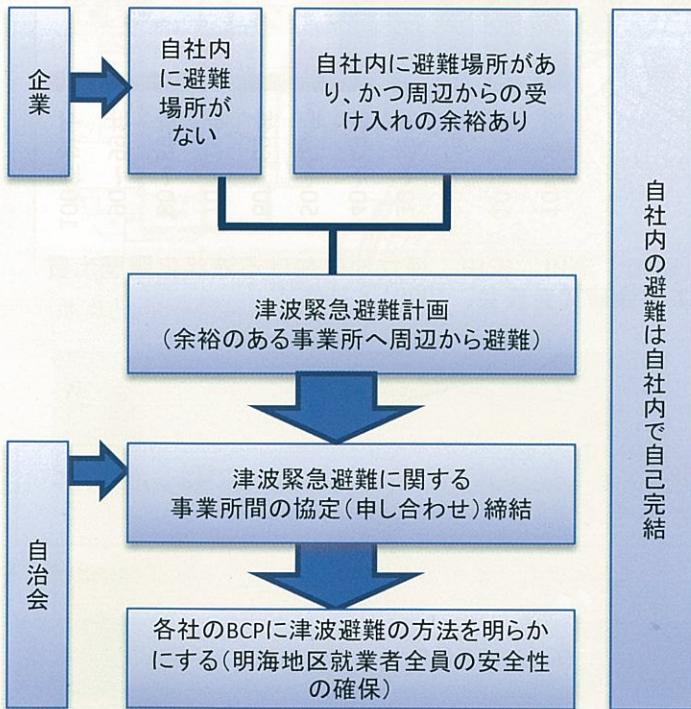 企業
自社内
に避難
場所が
ない
自社内に避難場所があ
り、かつ周辺からの受
け入れの余裕あり
津波緊急避難計画
(余裕のある事業所へ周辺から避難)
自治会
津波緊急避難に関する
事業所間の協定(申し合わせ)締結
各社のBCPに津波避難の方法を明らか
にする(明海地区就業者全員の安全性
の確保)
自社内の避難は自社内で自己完結